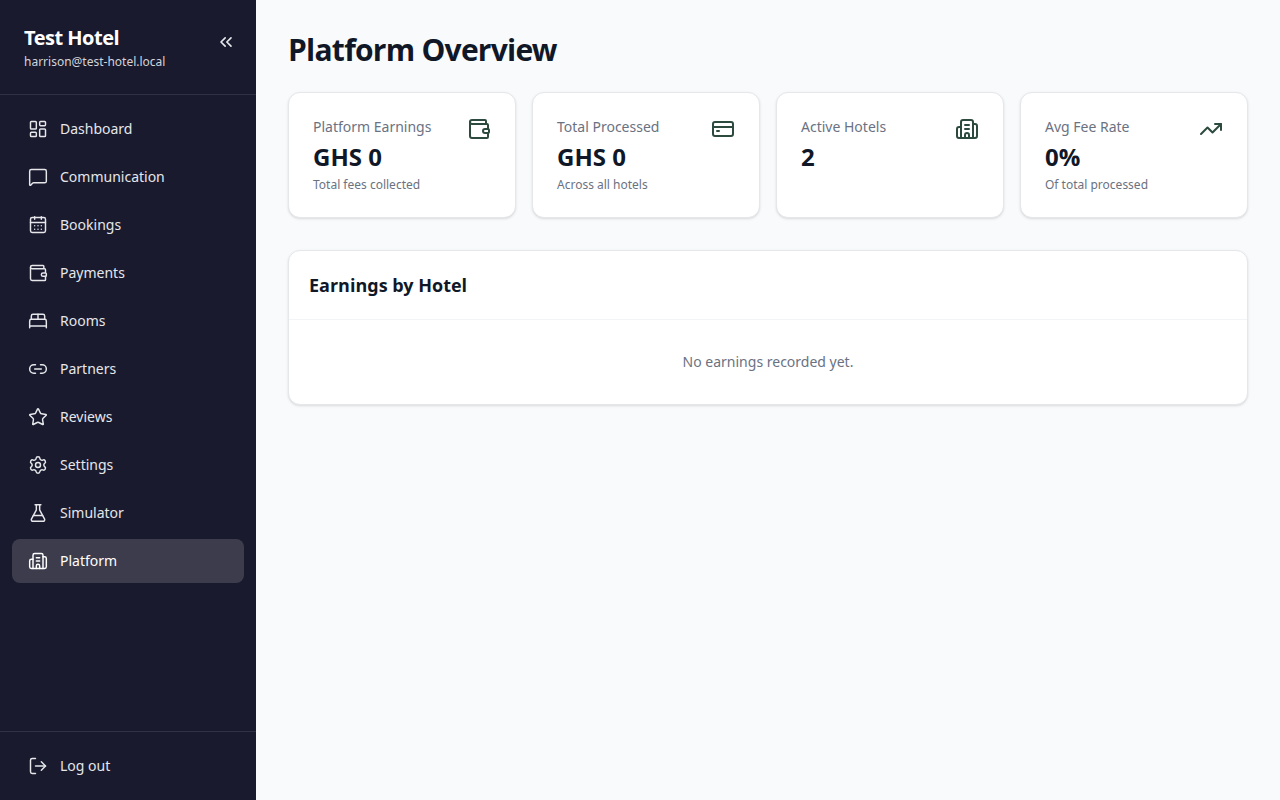 Test Hotel
harrison@test-hotel.local
Dashboard
Communication
Bookings
Payments
Rooms
Partners
Reviews
Settings
Simulator
Platform
Log out
Platform Overview
Platform Earnings
GHS 0
Total fees collected
Total Processed
GHS 0
Across all hotels
Active Hotels
2
Avg Fee Rate
0%
Of total processed
Earnings by Hotel
No earnings recorded yet.